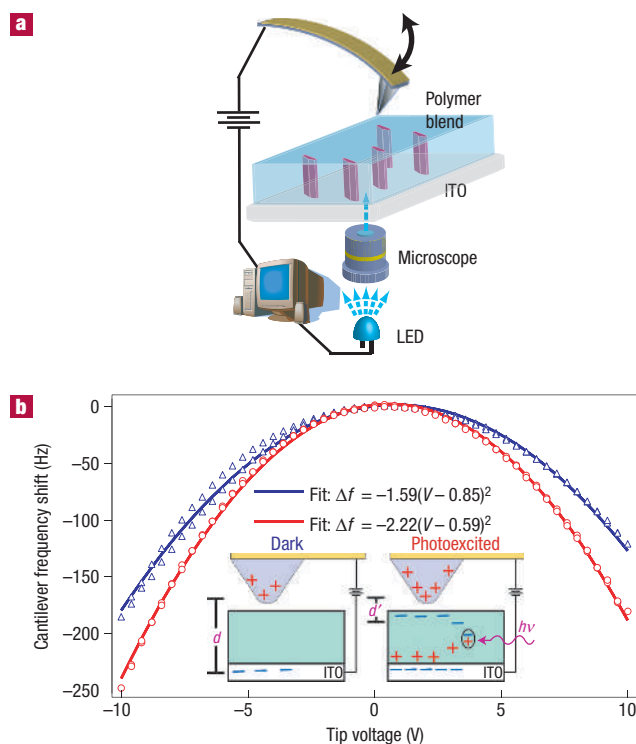 a
Polymer
blend
ITO
Microscope
LED
b
Cantilever frequency shift (Hz)
0
−50
−100
−150
−200
−250
Fit: Δf = −1.59(V − 0.85)²
Fit: Δf = −2.22(V − 0.59)²
Dark
Photoexcited
d
d′
hν
ITO
ITO
−10
−5
0
5
10
Tip voltage (V)